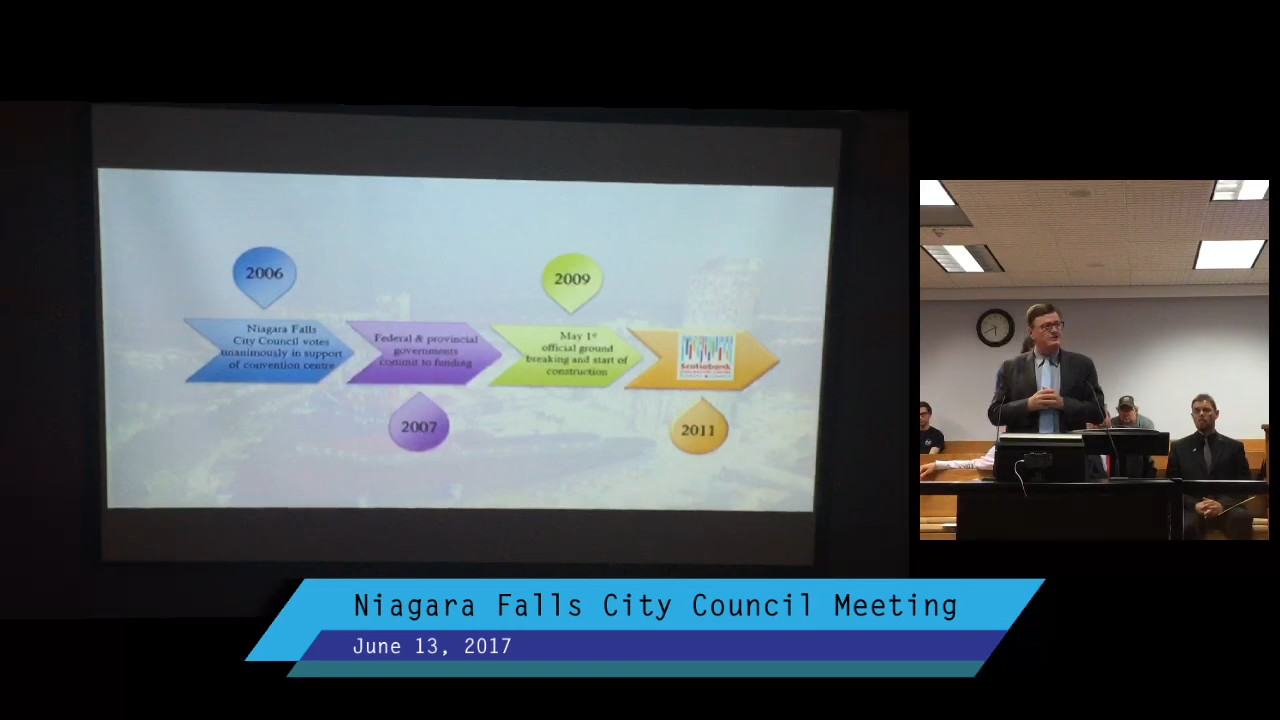 2006
2009
Niagara Falls
City Council votes
unanimously in support
of convention centre
Federal & provincial
governments
commit to funding
May 1st
official ground
breaking and start of
construction
Scotiabank
2007
2011
Niagara Falls City Council Meeting
June 13, 2017